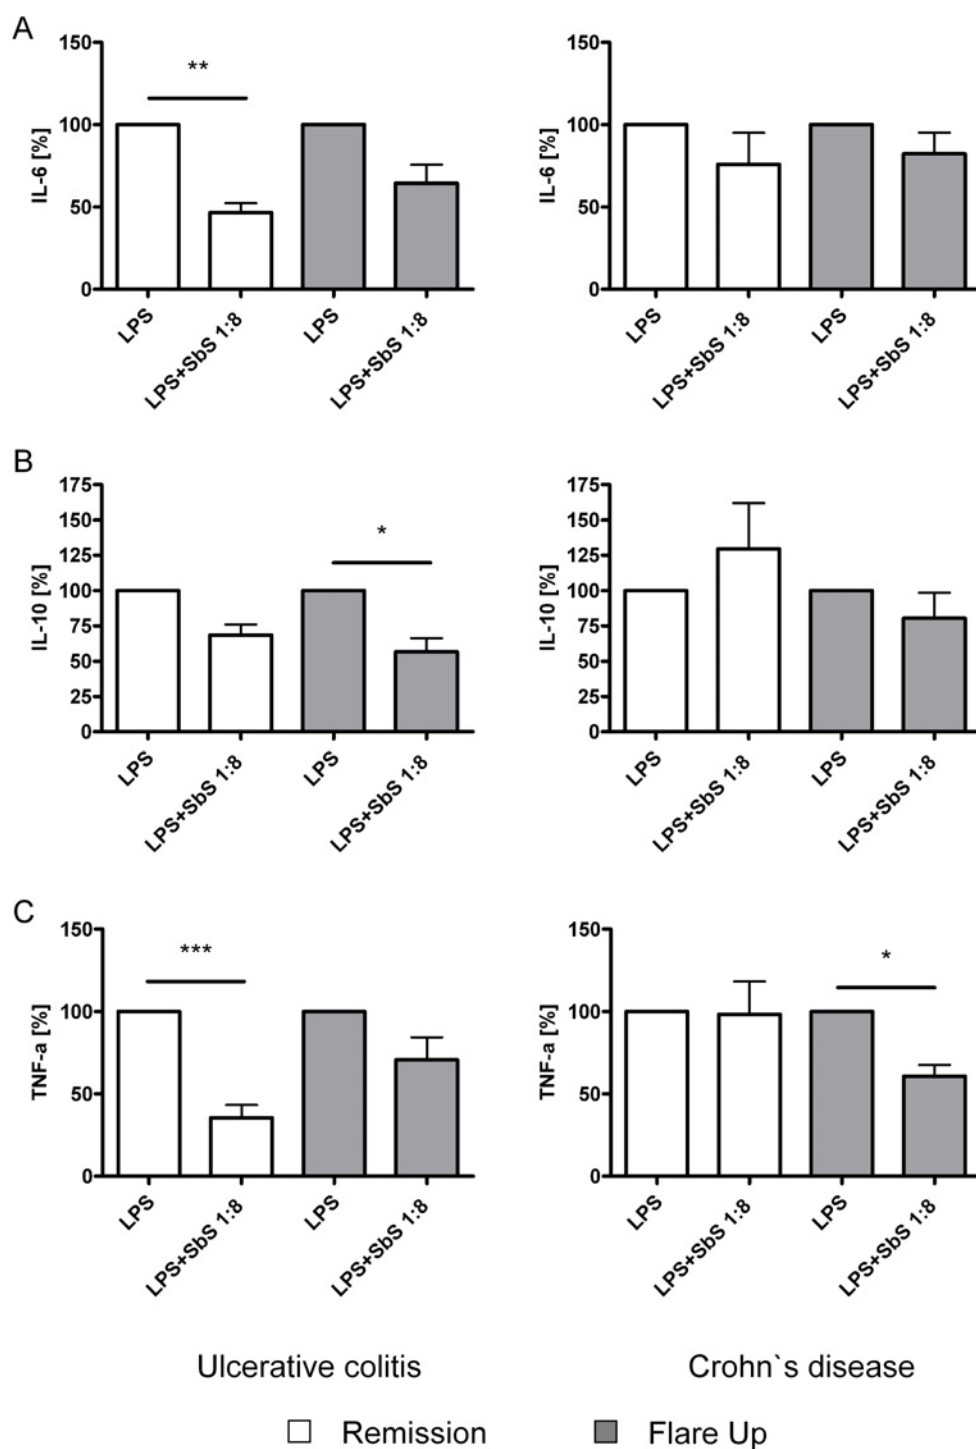 A
150
100
50
0
IL-6 [%]
**
LPS
LPS+SbS 1:8
LPS
LPS+SbS 1:8
150
100
50
0
IL-6 [%]
LPS
LPS+SbS 1:8
LPS
LPS+SbS 1:8
B
175
150
125
100
75
50
25
0
IL-10 [%]
*
LPS
LPS+SbS 1:8
LPS
LPS+SbS 1:8
175
150
125
100
75
50
25
0
IL-10 [%]
LPS
LPS+SbS 1:8
LPS
LPS+SbS 1:8
C
150
100
50
0
TNF-a [%]
***
LPS
LPS+SbS 1:8
LPS
LPS+SbS 1:8
150
100
50
0
TNF-a [%]
*
LPS
LPS+SbS 1:8
LPS
LPS+SbS 1:8
Ulcerative colitis
Crohn`s disease
Remission
Flare Up